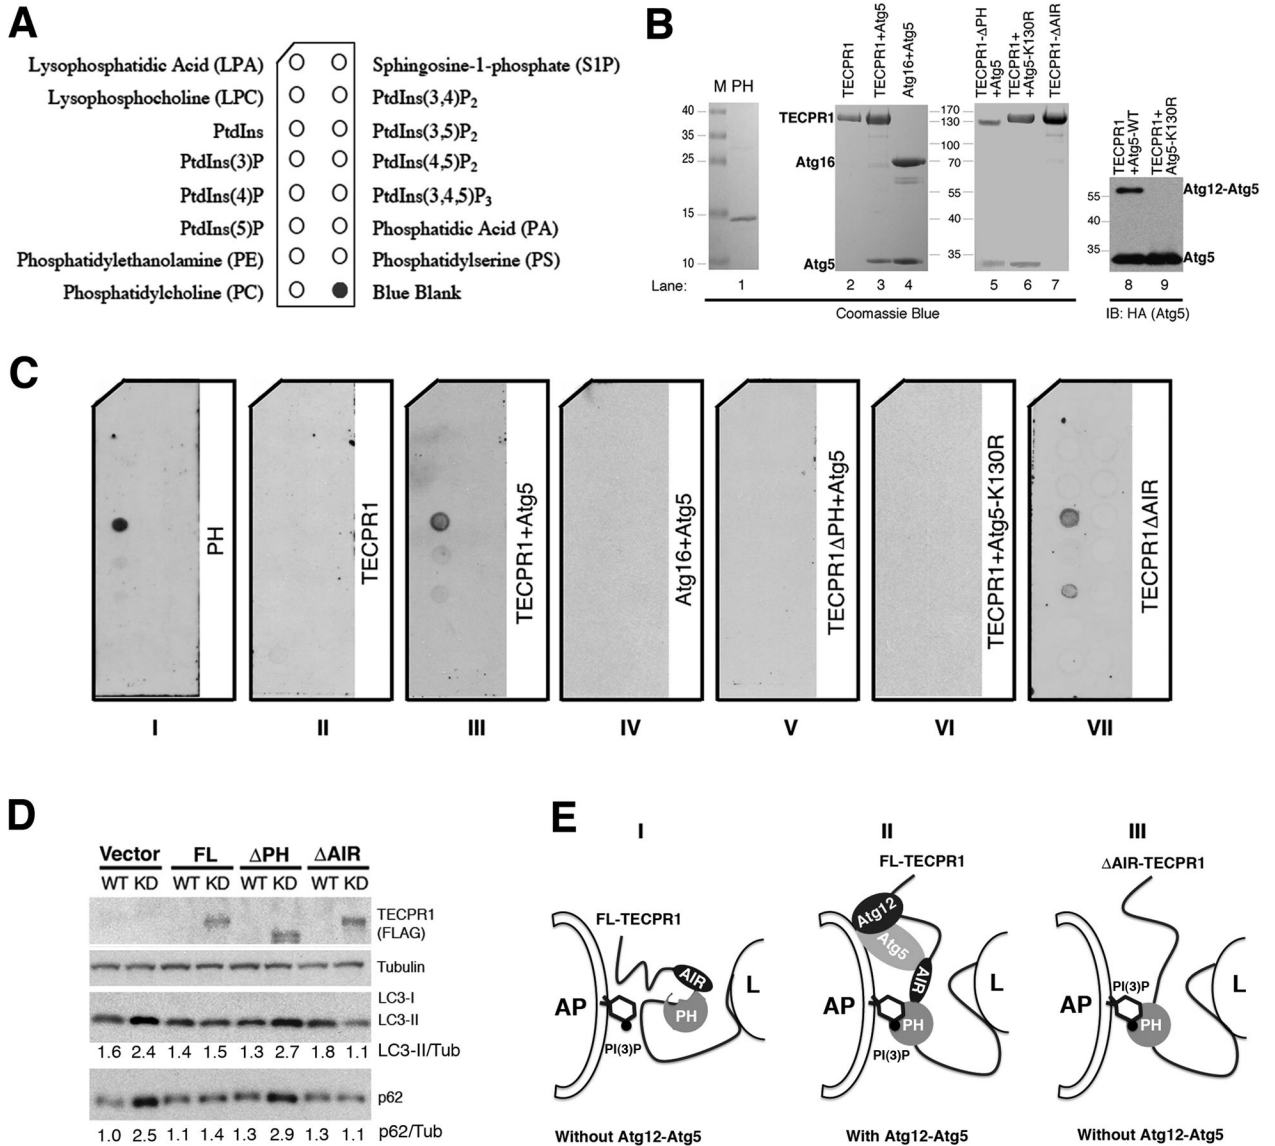 A
Lysophosphatidic Acid (LPA)
Sphingosine-1-phosphate (S1P)
Lysophosphocholine (LPC)
PtdIns(3,4)P2
PtdIns
PtdIns(3,5)P2
PtdIns(3)P
PtdIns(4,5)P2
PtdIns(4)P
PtdIns(3,4,5)P3
PtdIns(5)P
Phosphatidic Acid (PA)
Phosphatidylethanolamine (PE)
Phosphatidylserine (PS)
Phosphatidylcholine (PC)
Blue Blank
B
M PH
40
35
25
15
10
TECPR1
TECPR1+Atg5
Atg16+Atg5
TECPR1
Atg16
Atg5
TECPR1-ΔPH
+Atg5
TECPR1+
+Atg5-K130R
TECPR1-ΔAIR
170
130
100
70
55
40
35
TECPR1
+Atg5-WT
TECPR1+
Atg5-K130R
55
40
35
Atg12-Atg5
Atg5
Lane: 1 2 3 4 5 6 7 8 9
Coomassie Blue
IB: HA (Atg5)
C
PH
TECPR1
TECPR1+Atg5
Atg16+Atg5
TECPR1ΔPH+Atg5
TECPR1+Atg5-K130R
TECPR1ΔAIR
I II III IV V VI VII
D
Vector FL ΔPH ΔAIR
WT KD WT KD WT KD WT KD
TECPR1
(FLAG)
Tubulin
LC3-I
LC3-II
1.6 2.4 1.4 1.5 1.3 2.7 1.8 1.1 LC3-II/Tub
p62
1.0 2.5 1.1 1.4 1.3 2.9 1.3 1.1 p62/Tub
E
I
FL-TECPR1
AIR
AP
PH
L
PI(3)P
Without Atg12-Atg5
II
FL-TECPR1
Atg12
Atg5
AIR
AP
PH
L
PI(3)P
With Atg12-Atg5
III
ΔAIR-TECPR1
PI(3)P
AP
PH
L
Without Atg12-Atg5